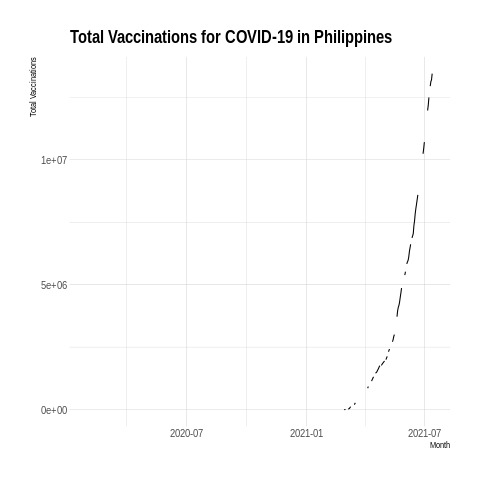 Total Vaccinations for COVID-19 in Philippines
Total Vaccinations
1e+07
5e+06
0e+00
2020-07
2021-01
2021-07
Month